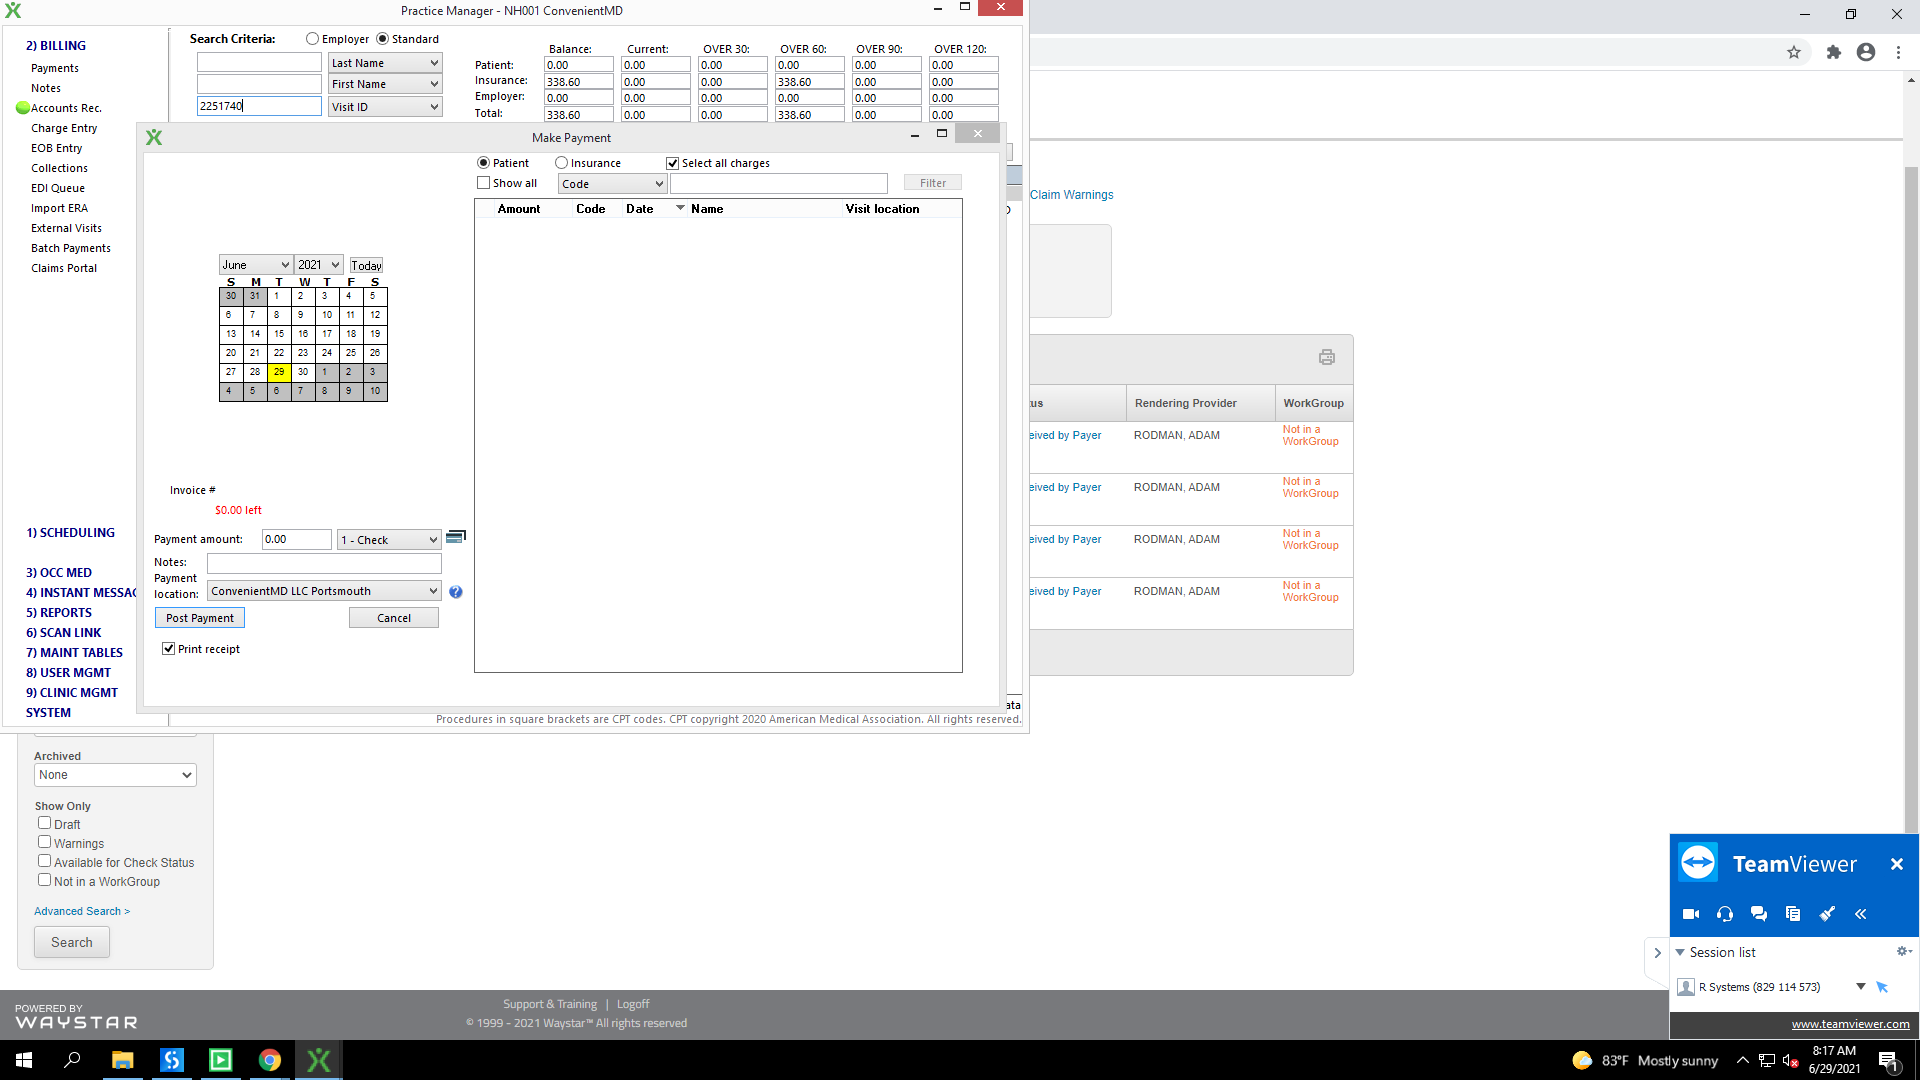 Practice Manager - NH001 ConvenientMD
2) BILLING
Payments
Notes
Accounts Rec.
Charge Entry
EOB Entry
Collections
EDI Queue
Import ERA
External Visits
Batch Payments
Claims Portal
1) SCHEDULING
3) OCC MED
4) INSTANT MESSA
5) REPORTS
6) SCAN LINK
7) MAINT TABLES
8) USER MGMT
9) CLINIC MGMT
SYSTEM
Search Criteria: Employer Standard
Last Name
First Name
2251740 Visit ID
Balance: Current: OVER 30: OVER 60: OVER 90: OVER 120:
Patient: 0.00 0.00 0.00 0.00 0.00 0.00
Insurance: 338.60 0.00 0.00 338.60 0.00 0.00
Employer: 0.00 0.00 0.00 0.00 0.00 0.00
Total: 338.60 0.00 0.00 338.60 0.00 0.00
Make Payment
Patient Insurance Select all charges
Show all Code Filter
Amount Code Date Name Visit location
June 2021 Today
S M T W T F S
30 31 1 2 3 4 5
6 7 8 9 10 11 12
13 14 15 16 17 18 19
20 21 22 23 24 25 26
27 28 29 30 1 2 3
4 5 6 7 8 9 10
Invoice #
$0.00 left
Payment amount: 0.00 1 - Check
Notes:
Payment location: ConvenientMD LLC Portsmouth
Post Payment Cancel
Print receipt
ata
Procedures in square brackets are CPT codes. CPT copyright 2020 American Medical Association. All rights reserved.
Claim Warnings
tus Rendering Provider WorkGroup
eived by Payer RODMAN, ADAM Not in a WorkGroup
eived by Payer RODMAN, ADAM Not in a WorkGroup
eived by Payer RODMAN, ADAM Not in a WorkGroup
eived by Payer RODMAN, ADAM Not in a WorkGroup
Archived
None
Show Only
Draft
Warnings
Available for Check Status
Not in a WorkGroup
Advanced Search >
Search
POWERED BY
WAYSTAR
Support & Training | Logoff
© 1999 - 2021 Waystar™ All rights reserved
TeamViewer
Session list
R Systems (829 114 573)
www.teamviewer.com
83°F Mostly sunny
8:17 AM
6/29/2021
1